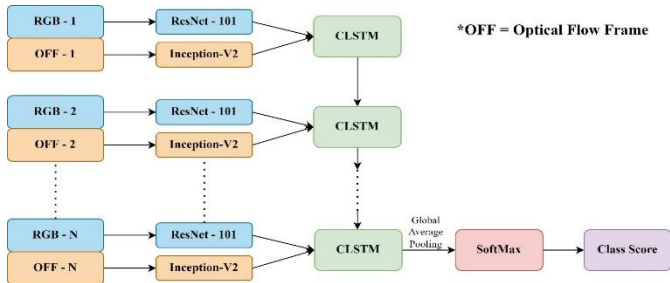 RGB - 1
ResNet - 101
OFF - 1
Inception-V2
CLSTM
*OFF = Optical Flow Frame
RGB - 2
ResNet - 101
OFF - 2
Inception-V2
CLSTM
RGB - N
ResNet - 101
OFF - N
Inception-V2
CLSTM
Global
Average
Pooling
SoftMax
Class Score